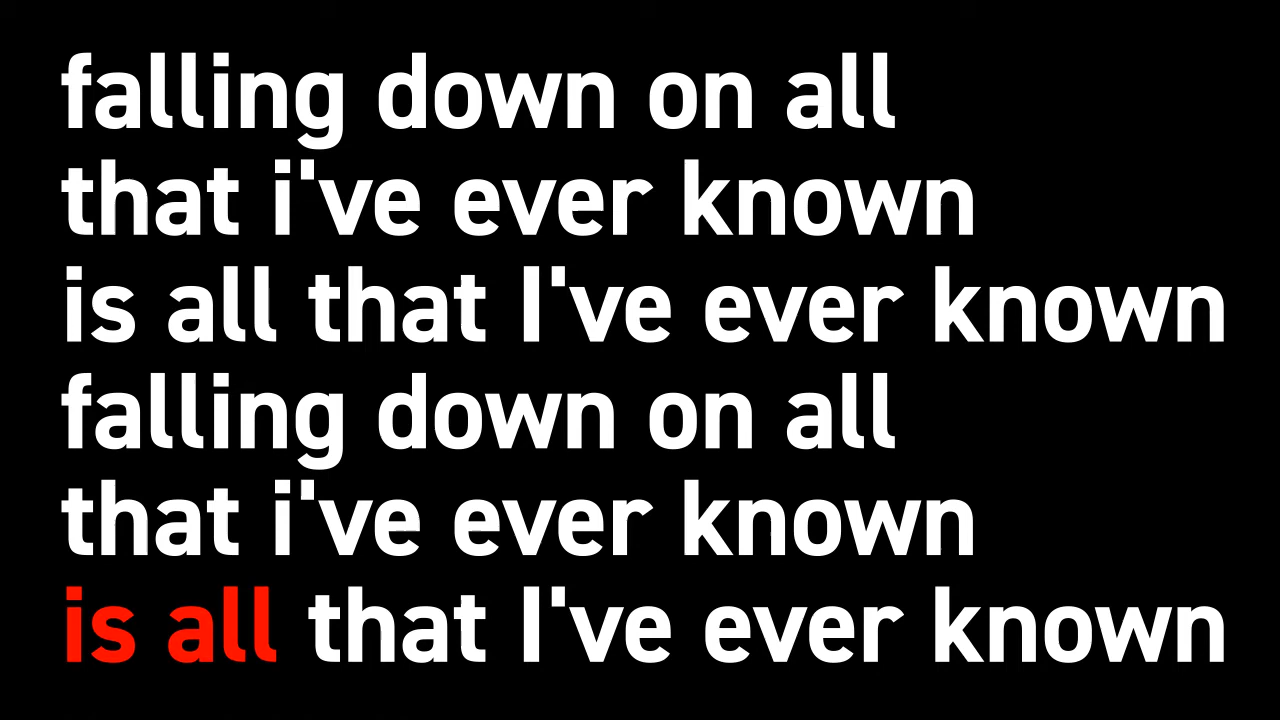 falling down on all
that i've ever known
is all that I've ever known
falling down on all
that i've ever known
is all that I've ever known